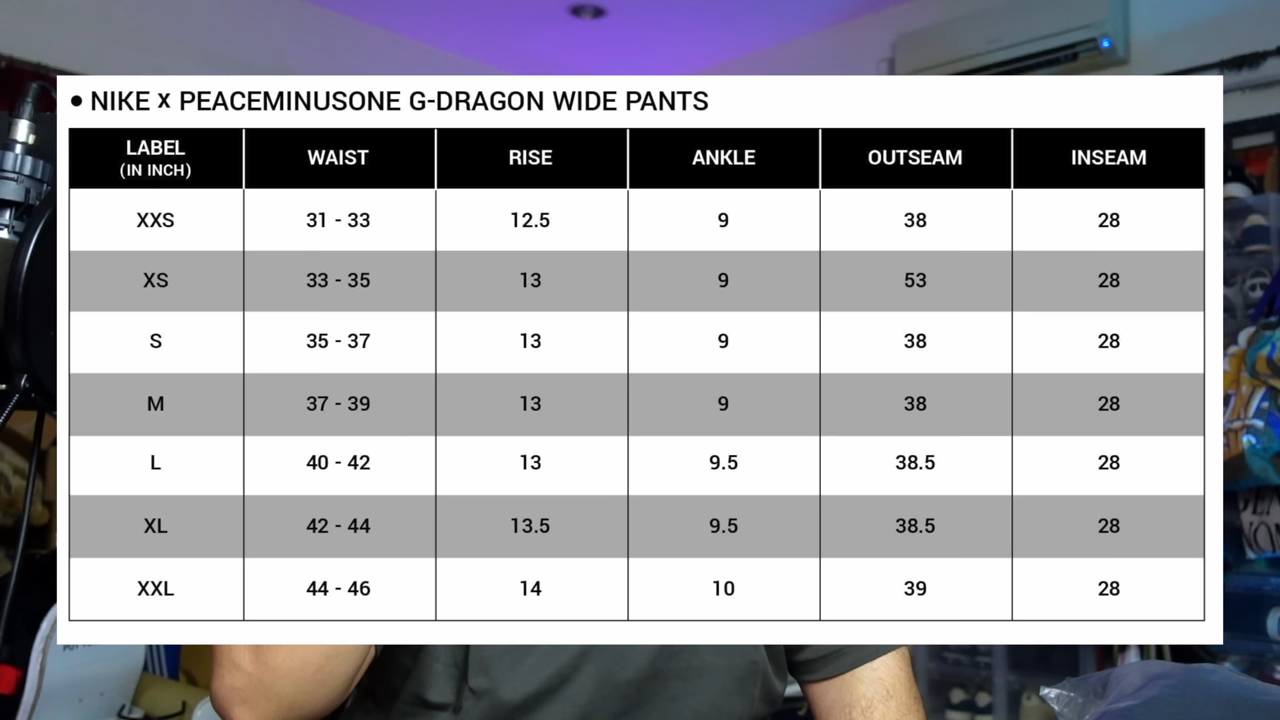 • NIKE x PEACEMINUSONE G-DRAGON WIDE PANTS
LABEL (IN INCH) WAIST RISE ANKLE OUTSEAM INSEAM
XXS 31 - 33 12.5 9 38 28
XS 33 - 35 13 9 53 28
S 35 - 37 13 9 38 28
M 37 - 39 13 9 38 28
L 40 - 42 13 9.5 38.5 28
XL 42 - 44 13.5 9.5 38.5 28
XXL 44 - 46 14 10 39 28